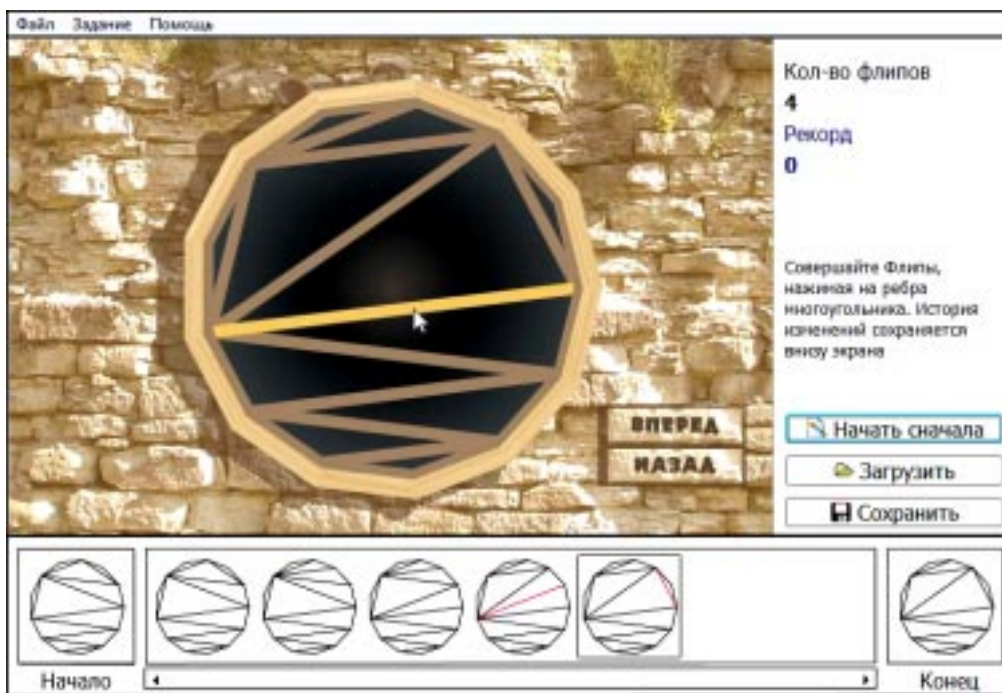 Файл Задание Помощь
Кол-во флипов
4
Рекорд
0
Совершайте Флипы,
нажимая на ребра
многоугольника. История
изменений сохраняется
внизу экрана
ВПЕРЕД
НАЗАД
Начать сначала
Загрузить
Сохранить
Начало
Конец